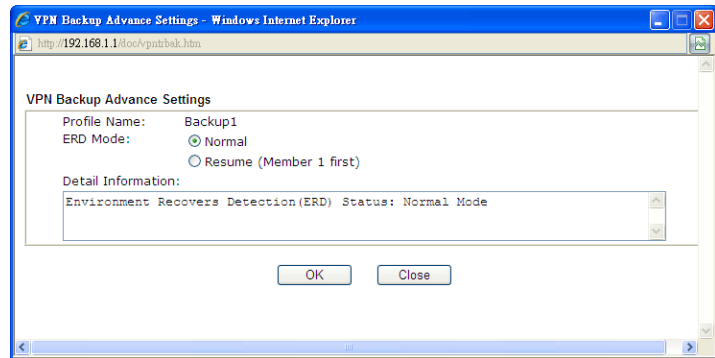 VPN Backup Advance Settings - Windows Internet Explorer
http://192.168.1.1/doc/vpntrbak.htm
VPN Backup Advance Settings
Profile Name: Backup1
ERD Mode: Normal
Resume (Member 1 first)
Detail Information:
Environment Recovers Detection(ERD) Status: Normal Mode
OK Close